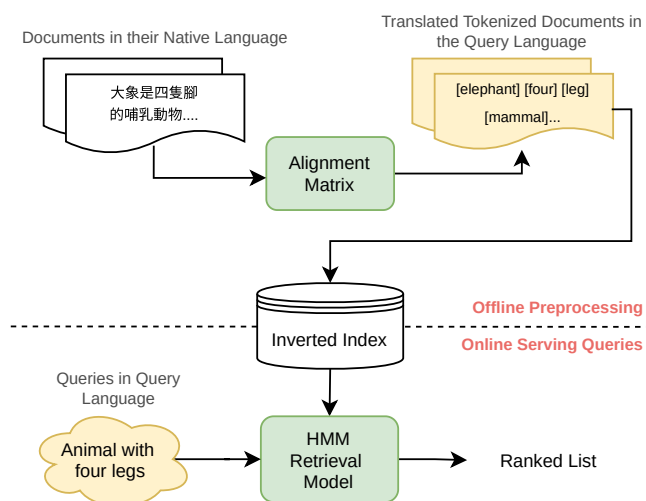 Documents in their Native Language
Translated Tokenized Documents in
the Query Language
大象是四隻腳
的哺乳動物....
[elephant] [four] [leg]
[mammal]...
Alignment
Matrix
Offline Preprocessing
Inverted Index
Online Serving Queries
Queries in Query
Language
Animal with
four legs
HMM
Retrieval
Model
Ranked List